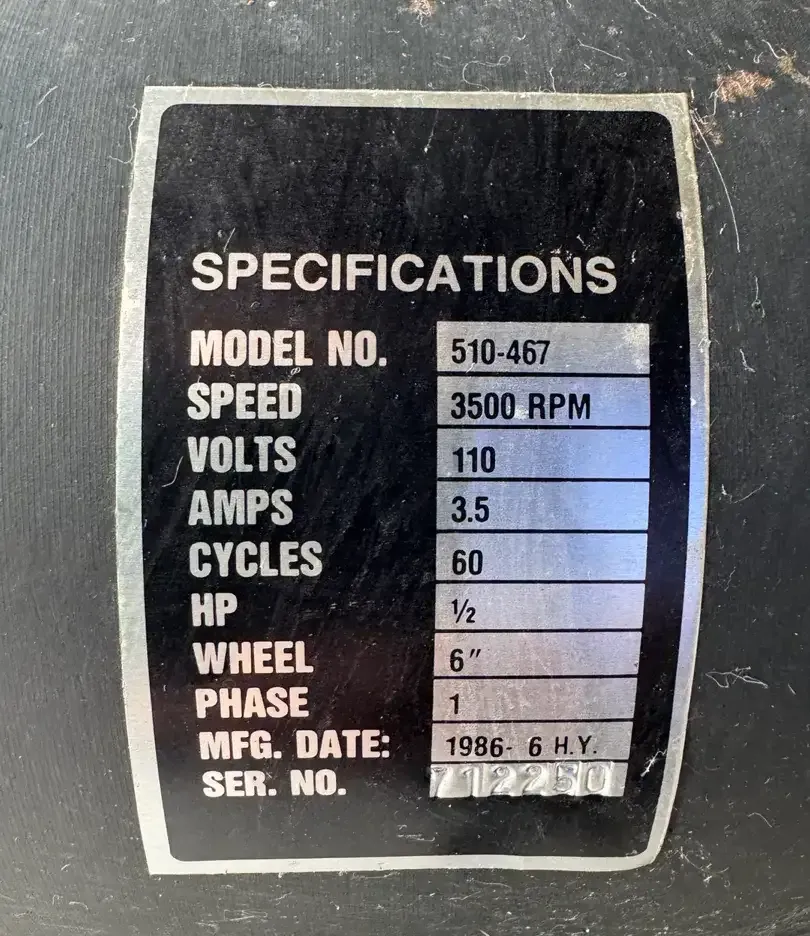 SPECIFICATIONS
MODEL NO. 510-467
SPEED 3500 RPM
VOLTS 110
AMPS 3.5
CYCLES 60
HP ½
WHEEL 6″
PHASE 1
MFG. DATE: 1986- 6 H.Y.
SER. NO. 712250